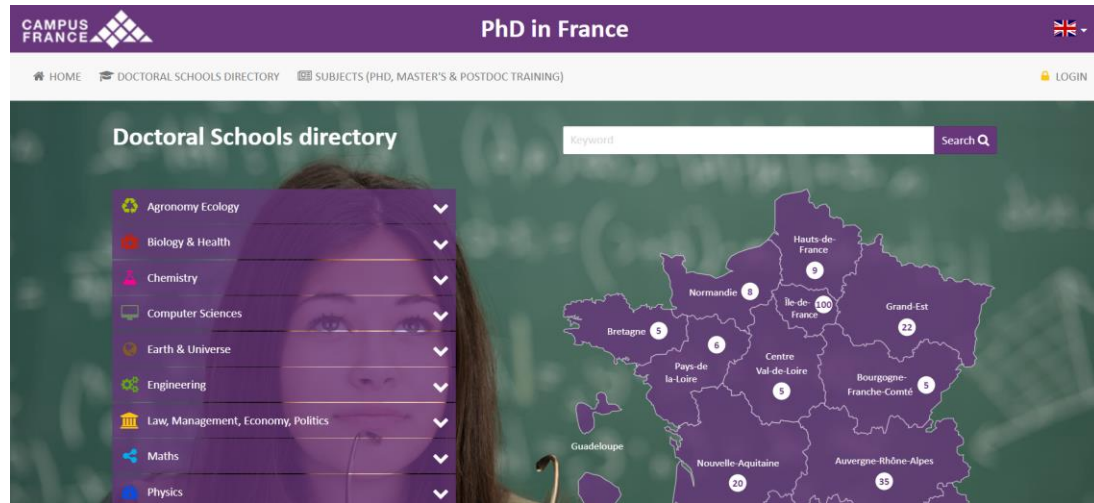 CAMPUS
FRANCE
PhD in France
HOME
DOCTORAL SCHOOLS DIRECTORY
SUBJECTS (PHD, MASTER'S & POSTDOC TRAINING)
LOGIN
Doctoral Schools directory
Keyword
Search
Agronomy Ecology
Biology & Health
Chemistry
Computer Sciences
Earth & Universe
Engineering
Law, Management, Economy, Politics
Maths
Physics
Hauts-de-
France
9
Normandie 8
Île-de-
France 100
Grand-Est
22
Bretagne 5
6
Pays-de
la-Loire
Centre
Val-de-Loire
5
Bourgogne-
Franche-Comté 5
Guadeloupe
Nouvelle-Aquitaine
20
Auvergne-Rhône-Alpes
35